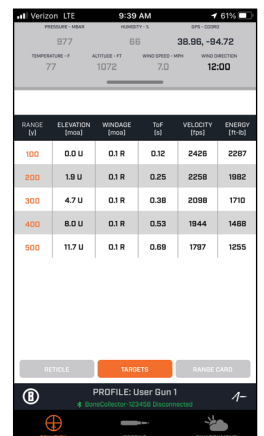 Verizon LTE 9:39 AM 61%
PRESSURE - MBAR HUMIDITY - % GPS - COORD
977 66 38.96, -94.72
TEMPERATURE - F ALTITUDE - FT WIND SPEED - MPH WIND DIRECTION
77 1072 7.0 12:00
RANGE ELEVATION WINDAGE ToF VELOCITY ENERGY
(y) (moa) (moa) (s) (fps) (ft-lb)
100 0.0 U 0.1 R 0.12 2426 2287
200 1.9 U 0.1 R 0.25 2258 1982
300 4.7 U 0.1 R 0.38 2098 1710
400 8.0 U 0.1 R 0.53 1944 1468
500 11.7 U 0.1 R 0.69 1797 1255
RETICLE TARGETS RANGE CARD
PROFILE: User Gun 1
BoneCollector-123456 Disconnected